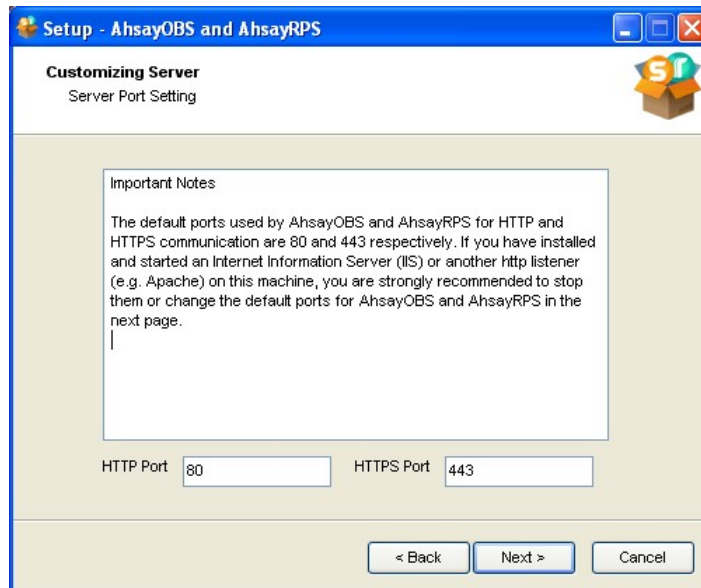 Setup - AhsayOBS and AhsayRPS
Customizing Server
Server Port Setting
Important Notes
The default ports used by AhsayOBS and AhsayRPS for HTTP and
HTTPS communication are 80 and 443 respectively. If you have installed
and started an Internet Information Server (IIS) or another http listener
(e.g. Apache) on this machine, you are strongly recommended to stop
them or change the default ports for AhsayOBS and AhsayRPS in the
next page.
HTTP Port 80 HTTPS Port 443
< Back Next > Cancel